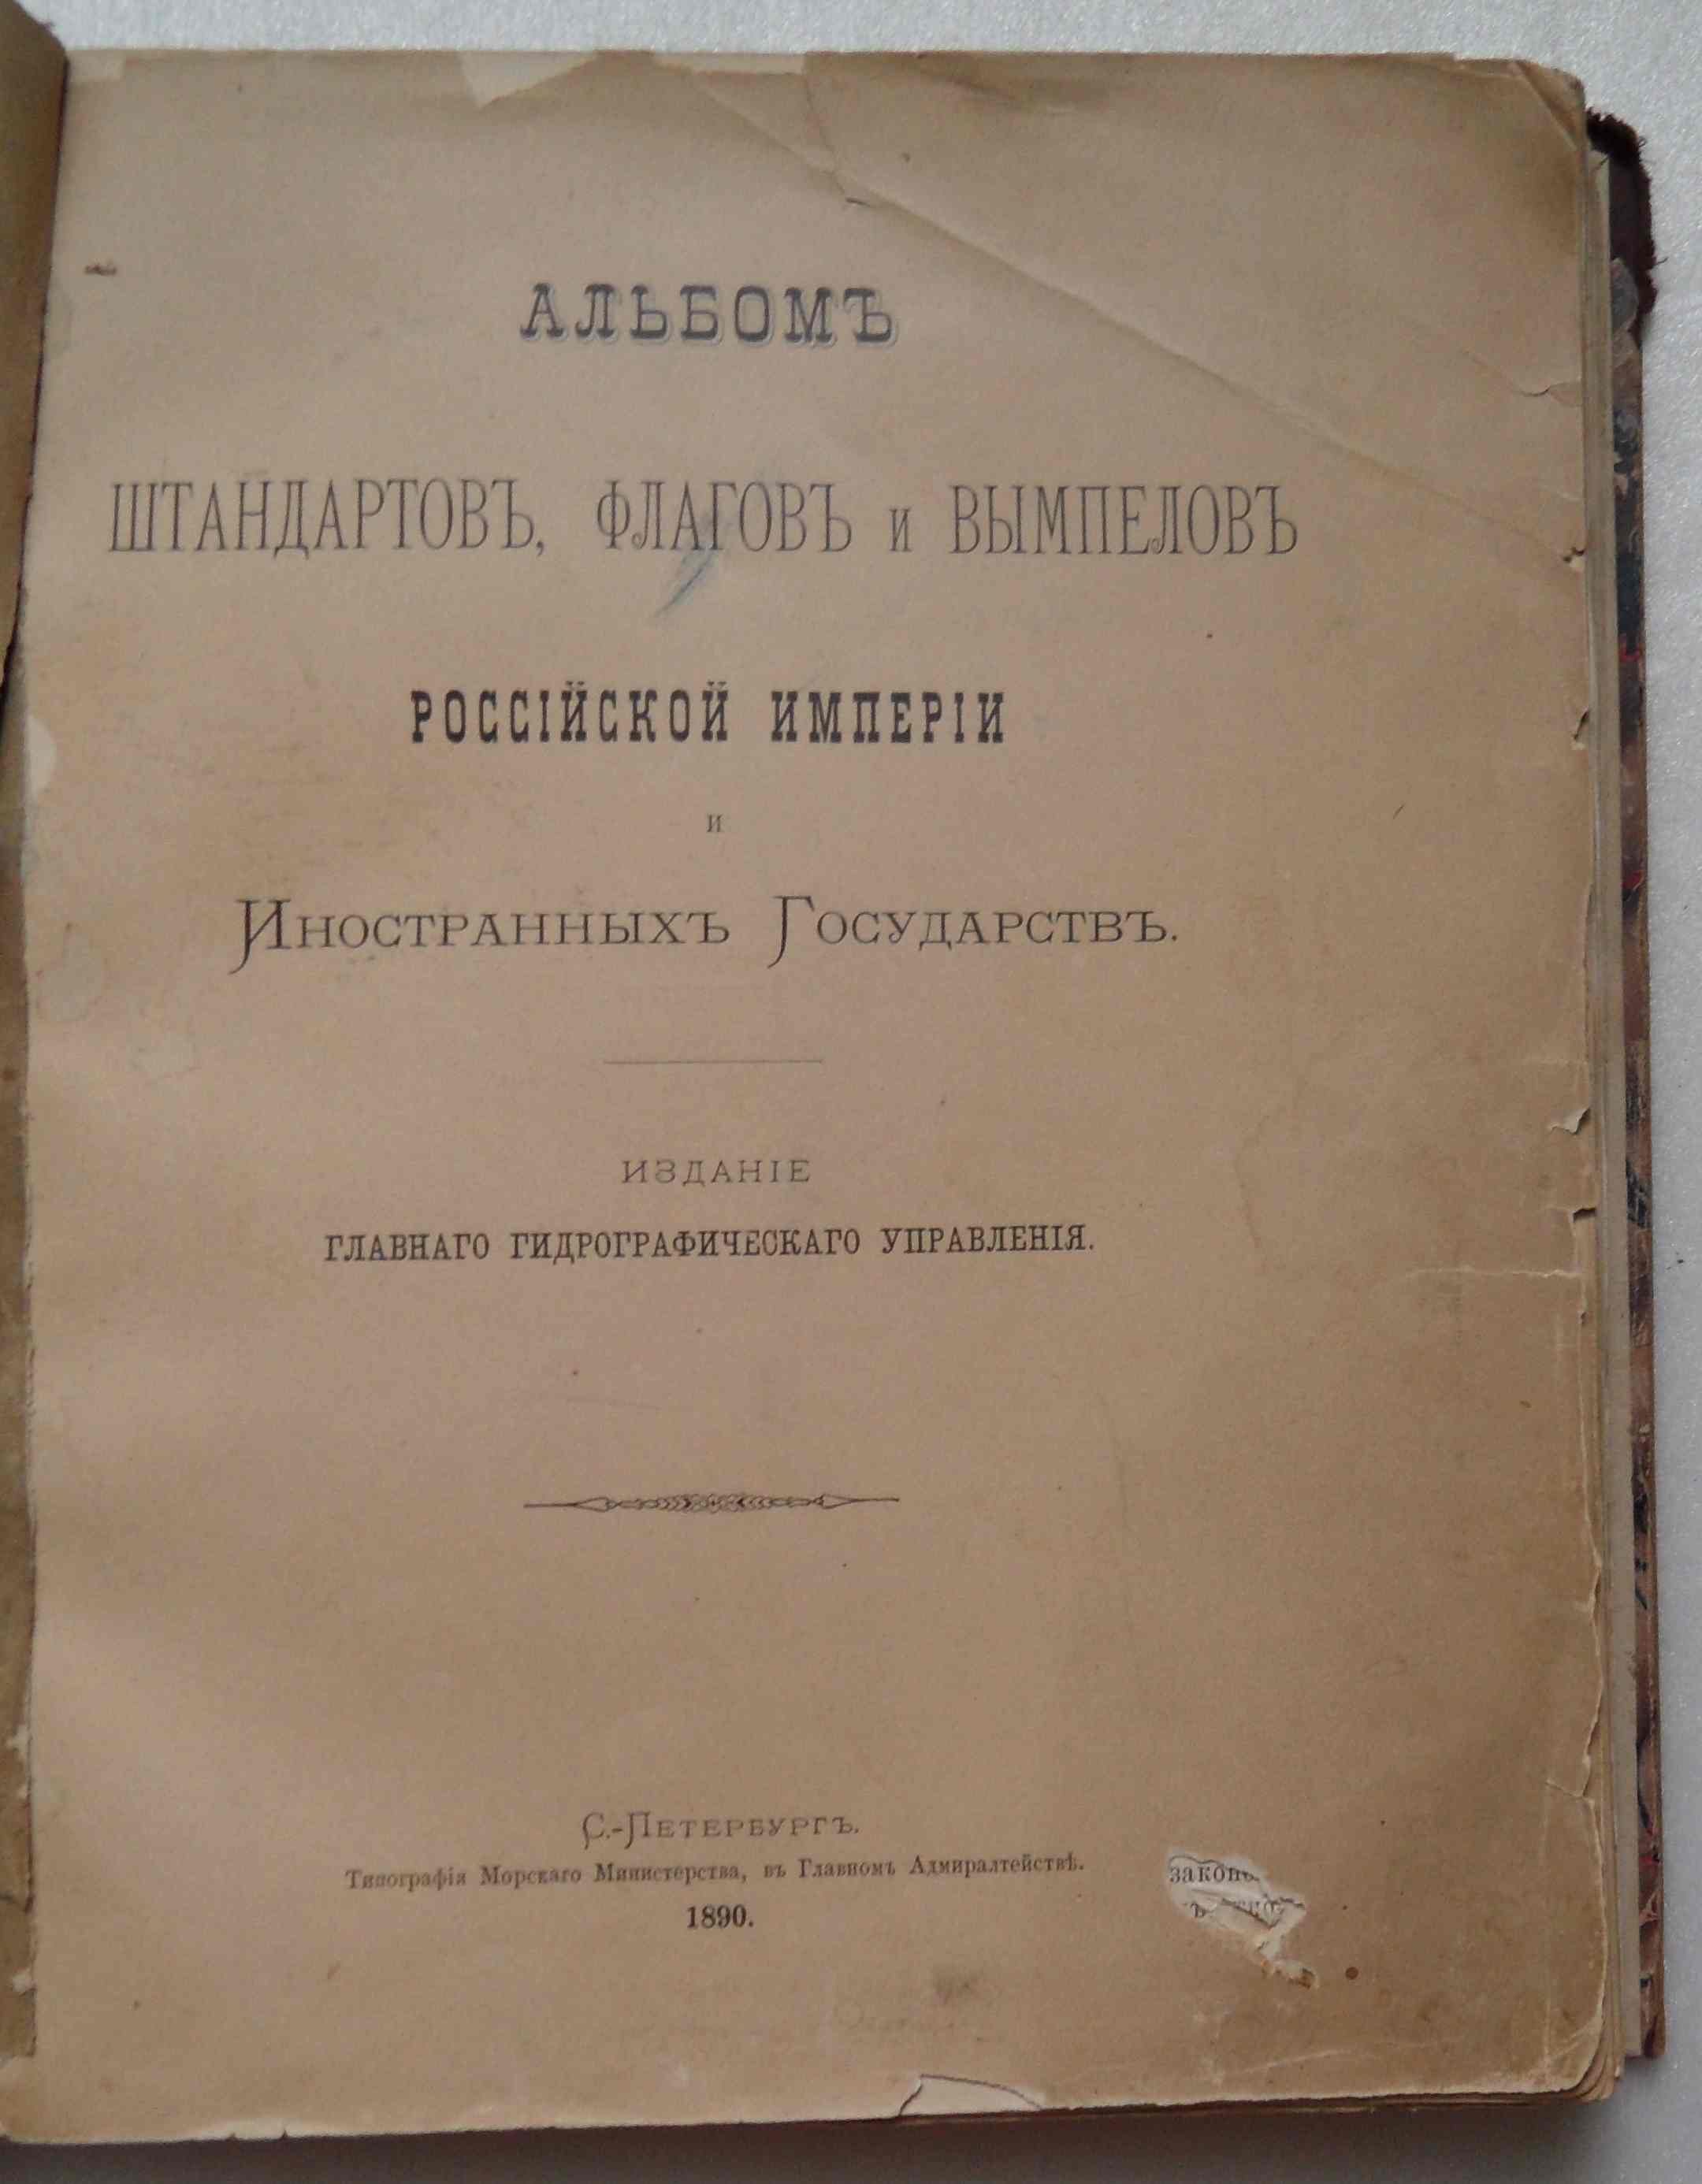 АЛЬБОМЪ
ШТАНДАРТОВЪ, ФЛАГОВЪ и ВЫМПЕЛОВЪ
РОССІЙСКОЙ ИМПЕРІИ
и
Иностранныхъ Государствъ.
ИЗДАНІЕ
ГЛАВНАГО ГИДРОГРАФИЧЕСКАГО УПРАВЛЕНІЯ.
С.-Петербургъ.
Типографія Морскаго Министерства, въ Главномъ Адмиралтействѣ.
1890.